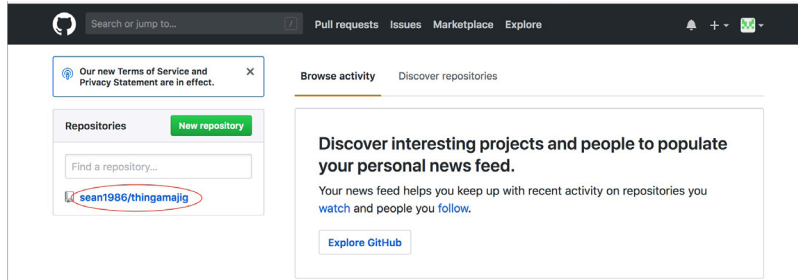 Search or jump to...
/
Pull requests Issues Marketplace Explore
Our new Terms of Service and
Privacy Statement are in effect.
Repositories
New repository
Find a repository...
sean1986/thingamajig
Browse activity
Discover repositories
Discover interesting projects and people to populate
your personal news feed.
Your news feed helps you keep up with recent activity on repositories you
watch and people you follow.
Explore GitHub